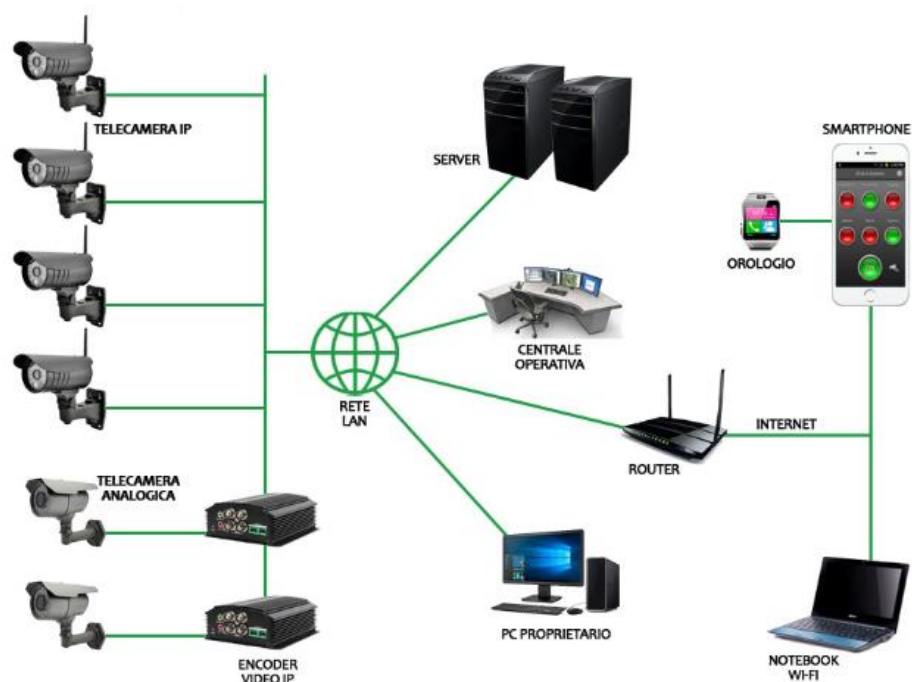 TELECAMERA IP
SERVER
SMARTPHONE
OROLOGIO
CENTRALE
OPERATIVA
RETE
LAN
INTERNET
ROUTER
TELECAMERA
ANALOGICA
PC PROPRIETARIO
ENCODER
VIDEO IP
NOTEBOOK
WI-FI